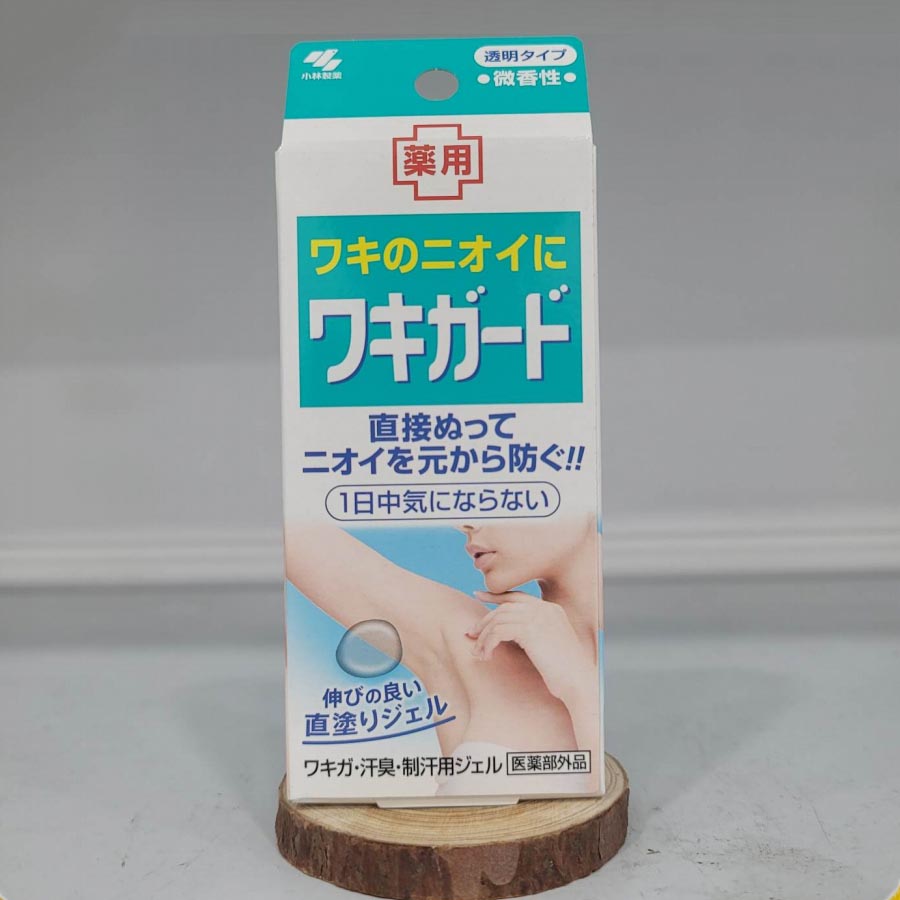 小林製薬
透明タイプ
•微香性•
薬用
ワキのニオイに
ワキガード
直接ぬって
ニオイを元から防ぐ!!
1日中気にならない
伸びの良い
直塗りジェル
ワキガ・汗臭・制汗用ジェル 医薬部外品